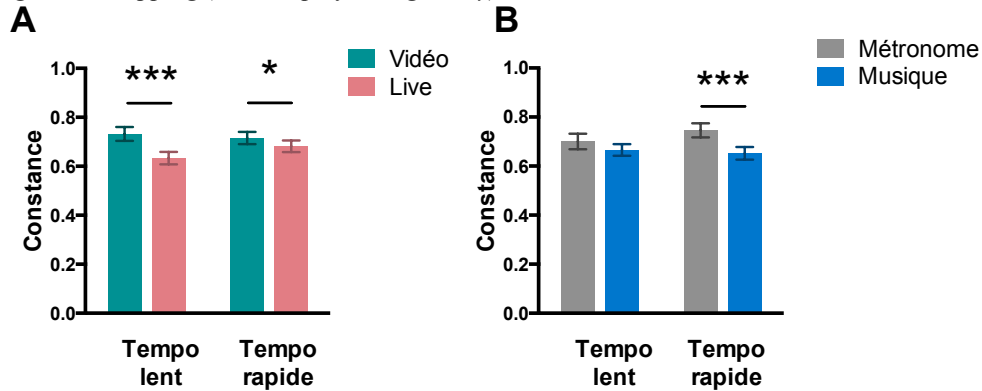 A
Vidéo
Live
***
*
Constance
1.0
0.8
0.6
0.4
0.2
0.0
Tempo lent
Tempo rapide
B
Métronome
Musique
***
Constance
1.0
0.8
0.6
0.4
0.2
0.0
Tempo lent
Tempo rapide